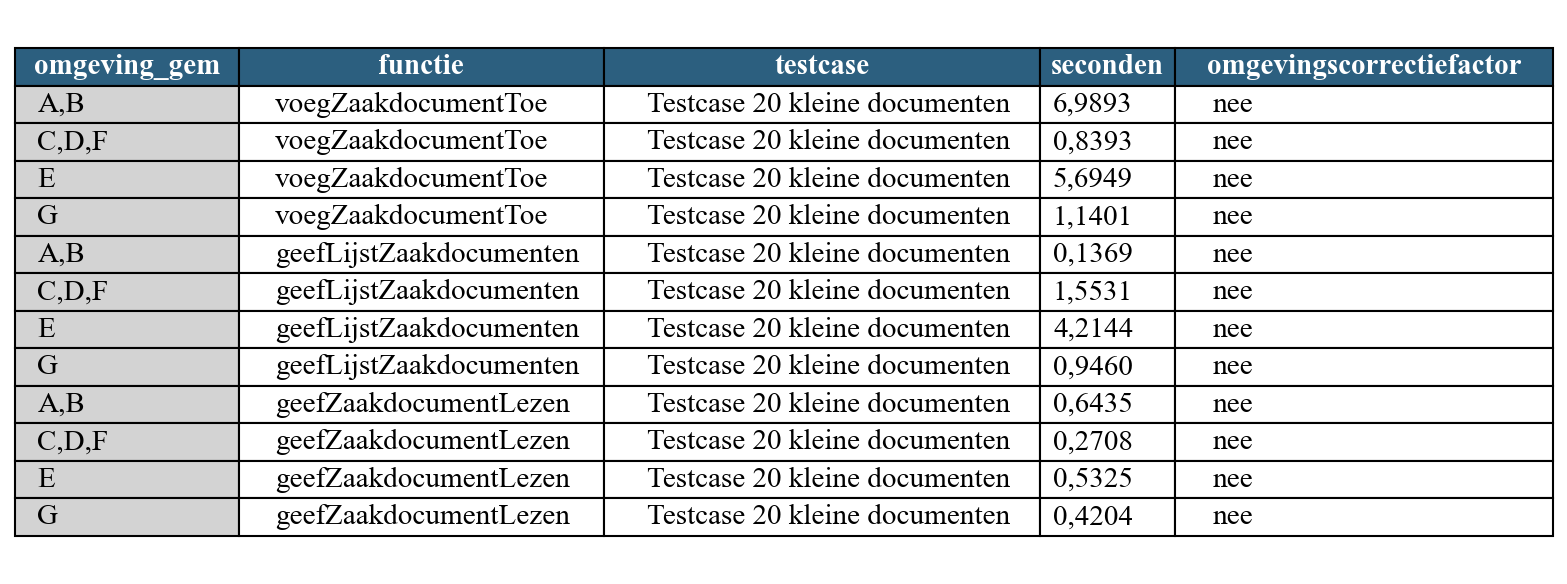 omgeving_gem functie testcase seconden omgevingscorrectiefactor
A,B voegZaakdocumentToe Testcase 20 kleine documenten 6,9893 nee
C,D,F voegZaakdocumentToe Testcase 20 kleine documenten 0,8393 nee
E voegZaakdocumentToe Testcase 20 kleine documenten 5,6949 nee
G voegZaakdocumentToe Testcase 20 kleine documenten 1,1401 nee
A,B geefLijstZaakdocumenten Testcase 20 kleine documenten 0,1369 nee
C,D,F geefLijstZaakdocumenten Testcase 20 kleine documenten 1,5531 nee
E geefLijstZaakdocumenten Testcase 20 kleine documenten 4,2144 nee
G geefLijstZaakdocumenten Testcase 20 kleine documenten 0,9460 nee
A,B geefZaakdocumentLezen Testcase 20 kleine documenten 0,6435 nee
C,D,F geefZaakdocumentLezen Testcase 20 kleine documenten 0,2708 nee
E geefZaakdocumentLezen Testcase 20 kleine documenten 0,5325 nee
G geefZaakdocumentLezen Testcase 20 kleine documenten 0,4204 nee